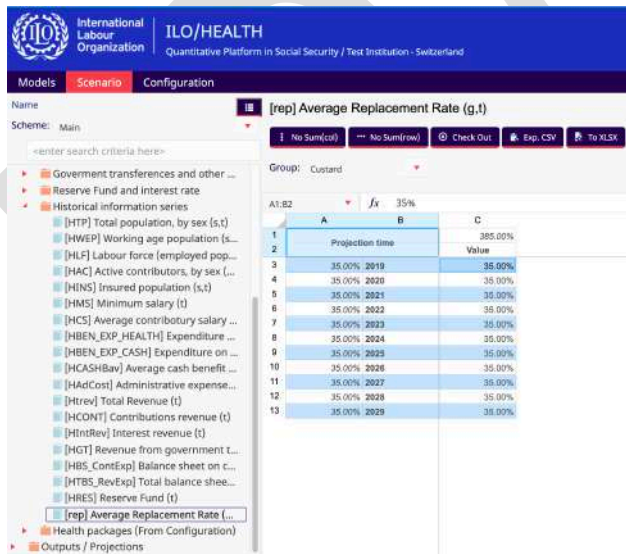 International
Labour
Organization
ILO/HEALTH
Quantitative Platform in Social Security / Test Institution - Switzerland
Models Scenario Configuration
Name
Scheme: Main
<enter search criteria here>
Goverment transferences and other ...
Reserve Fund and interest rate
Historical information series
[HTP] Total population, by sex (s,t)
[HWEP] Working age population (s...
[HLF] Labour force (employed pop...
[HAC] Active contributors, by sex (...
[HINS] Insured population (s,t)
[HMS] Minimum salary (t)
[HCS] Average contributory salary ...
[HBEN_EXP_HEALTH] Expenditure ...
[HBEN_EXP_CASH] Expenditure on ...
[HCASHBav] Average cash benefit ...
[HAdCost] Administrative expense...
[Htrev] Total Revenue (t)
[HCONT] Contributions revenue (t)
[HIntRev] Interest revenue (t)
[HGT] Revenue from government t...
[HBS_ContExp] Balance sheet on c...
[HTBS_RevExp] Total balance shee...
[HRES] Reserve Fund (t)
[rep] Average Replacement Rate (...
Health packages (From Configuration)
Outputs / Projections
[rep] Average Replacement Rate (g,t)
No Sum(col) No Sum(row) Check Out Exp. CSV To XLSX
Group: Custard
A1:B2 fx 35%
A B C
1 385.00%
Projection time
2 Value
3 35.00% 2019 35.00%
4 35.00% 2020 35.00%
5 35.00% 2021 35.00%
6 35.00% 2022 35.00%
7 35.00% 2023 35.00%
8 35.00% 2024 35.00%
9 35.00% 2025 35.00%
10 35.00% 2026 35.00%
11 35.00% 2027 35.00%
12 35.00% 2028 35.00%
13 35.00% 2029 35.00%